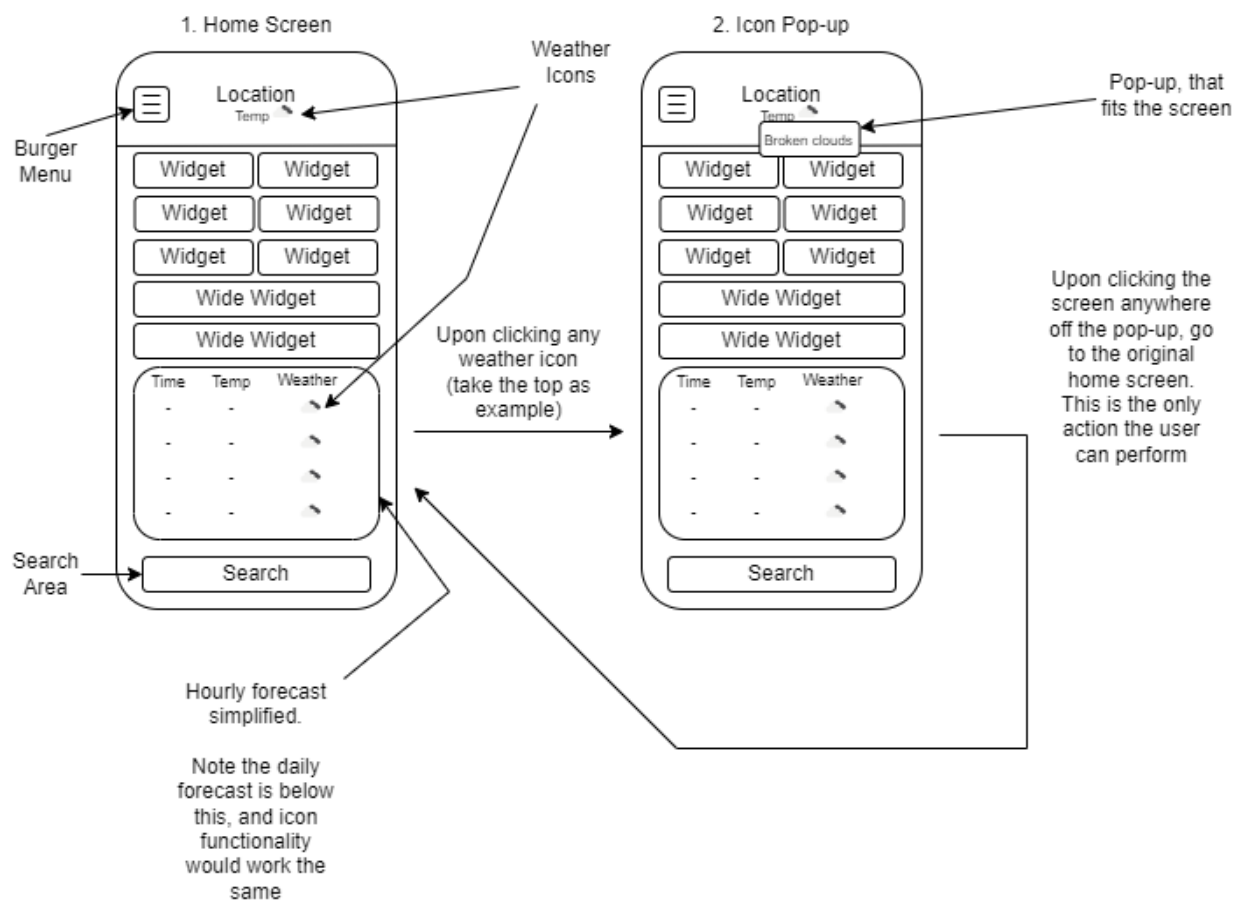 1. Home Screen
2. Icon Pop-up
Weather
Icons
Pop-up, that
fits the screen
Burger
Menu
Location
Temp
Widget
Widget
Widget
Widget
Widget
Widget
Wide Widget
Wide Widget
Time Temp Weather
- -
- -
- -
- -
Search
Search
Area
Upon clicking any
weather icon
(take the top as
example)
Location
Temp
Broken clouds
Widget
Widget
Widget
Widget
Widget
Widget
Wide Widget
Wide Widget
Time Temp Weather
- -
- -
- -
- -
Search
Upon clicking the
screen anywhere
off the pop-up, go
to the original
home screen.
This is the only
action the user
can perform
Hourly forecast
simplified.
Note the daily
forecast is below
this, and icon
functionality
would work the
same